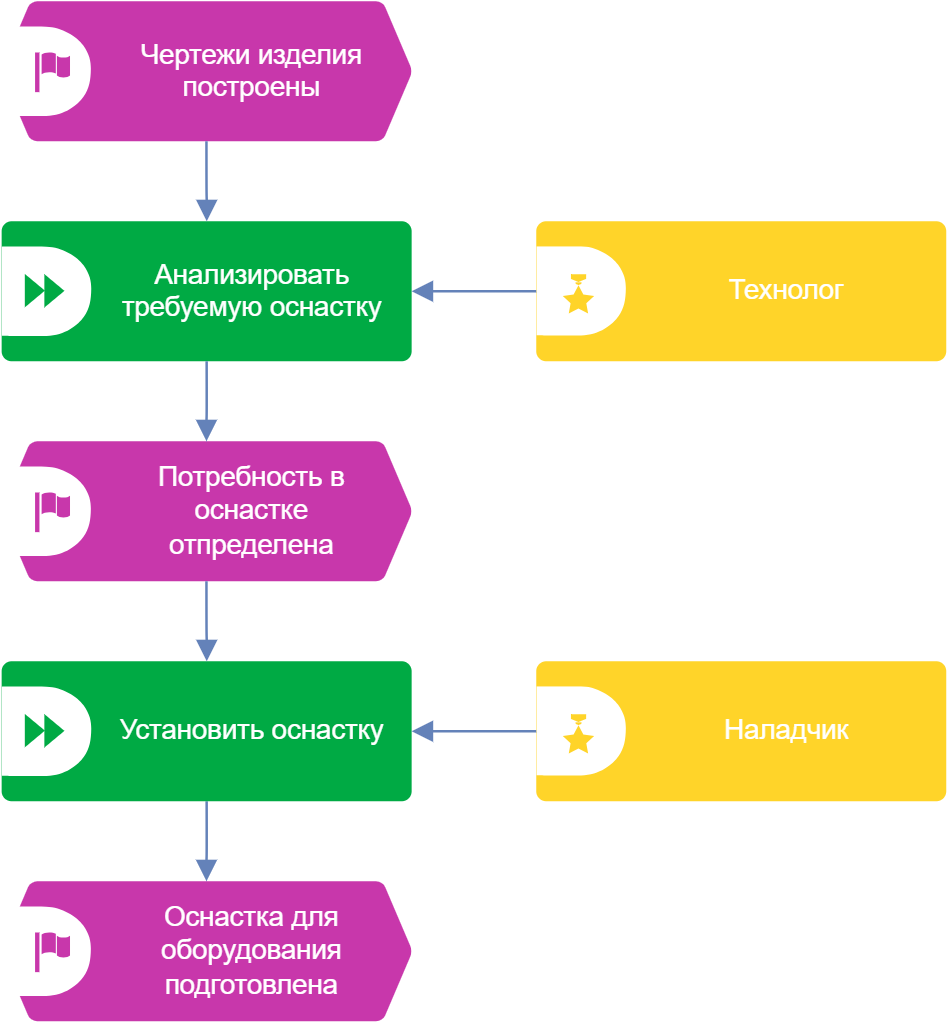 Чертежи изделия
построены
Анализировать
требуемую оснастку
Технолог
Потребность в
оснастке
отпределена
Установить оснастку
Наладчик
Оснастка для
оборудования
подготовлена